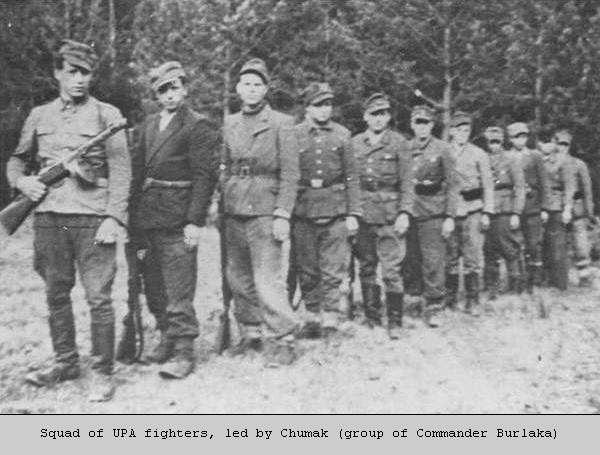 Squad of UPA fighters, led by Chumak (group of Commander Burlaka)